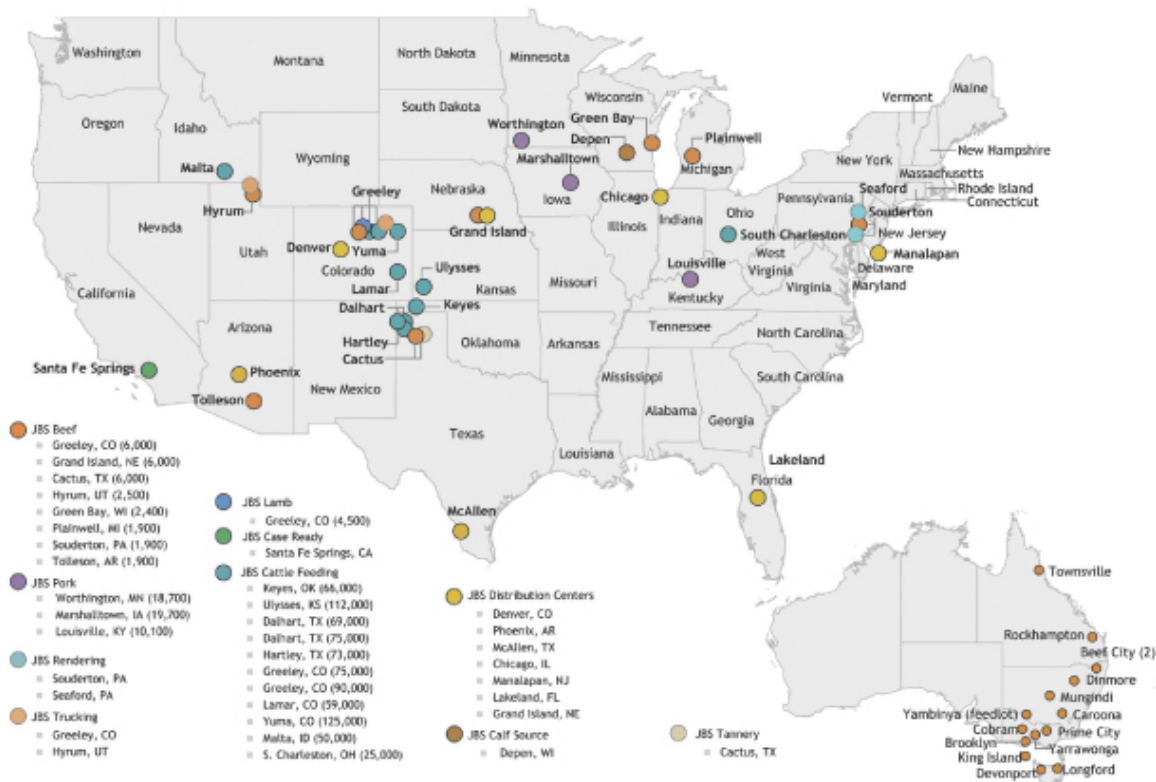 Washington
Montana
North Dakota
Minnesota
Maine
Vermont
Oregon
Idaho
South Dakota
Wisconsin
Green Bay
Worthington
Depen
Plainwell
Malta
Wyoming
Marshalltown
Michigan
New York
New Hampshire
Massachusetts
Rhode Island
Connecticut
Greeley
Nebraska
Iowa
Chicago
Pennsylvania
Seaford
Souderton
Hyrum
Nevada
Utah
Denver
Yuma
Grand Island
Illinois
Indiana
Ohio
South Charleston
New Jersey
Manalapan
Colorado
Ulysses
Louisville
West
Virginia
Delaware
Maryland
California
Lamar
Kansas
Missouri
Kentucky
Virginia
Dalhart
Keyes
Arizona
Hartley
Cactus
Oklahoma
Arkansas
Tennessee
North Carolina
Santa Fe Springs
Phoenix
New Mexico
Mississippi
South Carolina
Tolleson
Alabama
Georgia
Texas
Louisiana
Lakeland
Florida
McAllen
JBS Beef
Greeley, CO (6,000)
Grand Island, NE (6,000)
Cactus, TX (6,000)
Hyrum, UT (2,500)
Green Bay, WI (2,400)
Plainwell, MI (1,900)
Souderton, PA (1,900)
Tolleson, AR (1,900)
JBS Pork
Worthington, MN (18,700)
Marshalltown, IA (19,700)
Louisville, KY (10,100)
JBS Rendering
Souderton, PA
Seaford, PA
JBS Trucking
Greeley, CO
Hyrum, UT
JBS Lamb
Greeley, CO (4,500)
JBS Case Ready
Santa Fe Springs, CA
JBS Cattle Feeding
Keyes, OK (66,000)
Ulysses, KS (112,000)
Dalhart, TX (69,000)
Dalhart, TX (75,000)
Hartley, TX (73,000)
Greeley, CO (75,000)
Greeley, CO (90,000)
Lamar, CO (59,000)
Yuma, CO (125,000)
Malta, ID (50,000)
S. Charleston, OH (25,000)
JBS Distribution Centers
Denver, CO
Phoenix, AR
McAllen, TX
Chicago, IL
Manalapan, NJ
Lakeland, FL
Grand Island, NE
JBS Calf Source
Depen, WI
JBS Tannery
Cactus, TX
Townsville
Rockhampton
Beef City (2)
Dinmore
Mungindi
Yambinya (feedlot)
Caroona
Cobram
Prime City
Brooklyn
Yarrawonga
King Island
Devonport
Longford